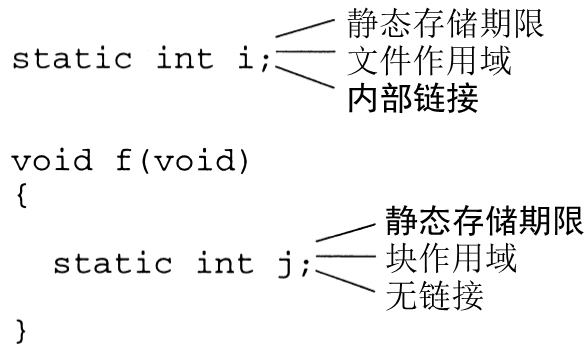 静态存储期限
static int i; 文件作用域
内部链接
void f(void)
{
静态存储期限
static int j; 块作用域
无链接
}